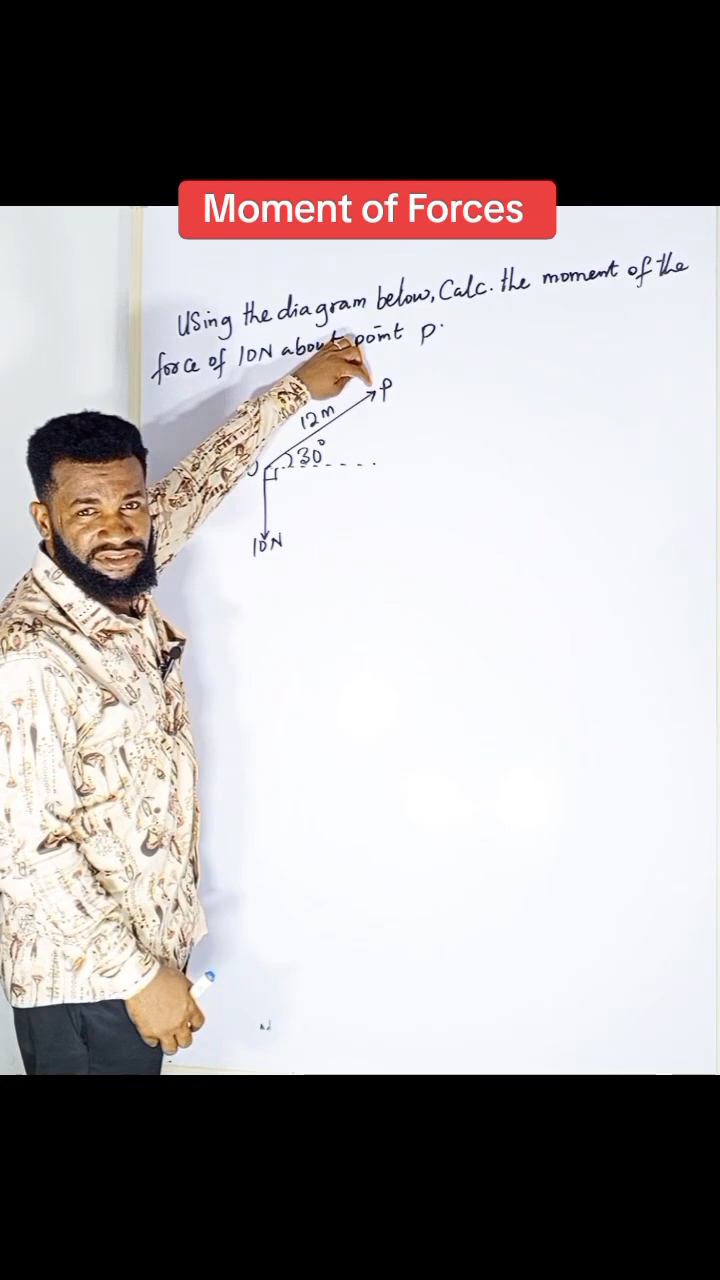 Moment of Forces
Using the diagram below, Calc. the moment of the
force of 10N about point P.
P
12m
30°
10N